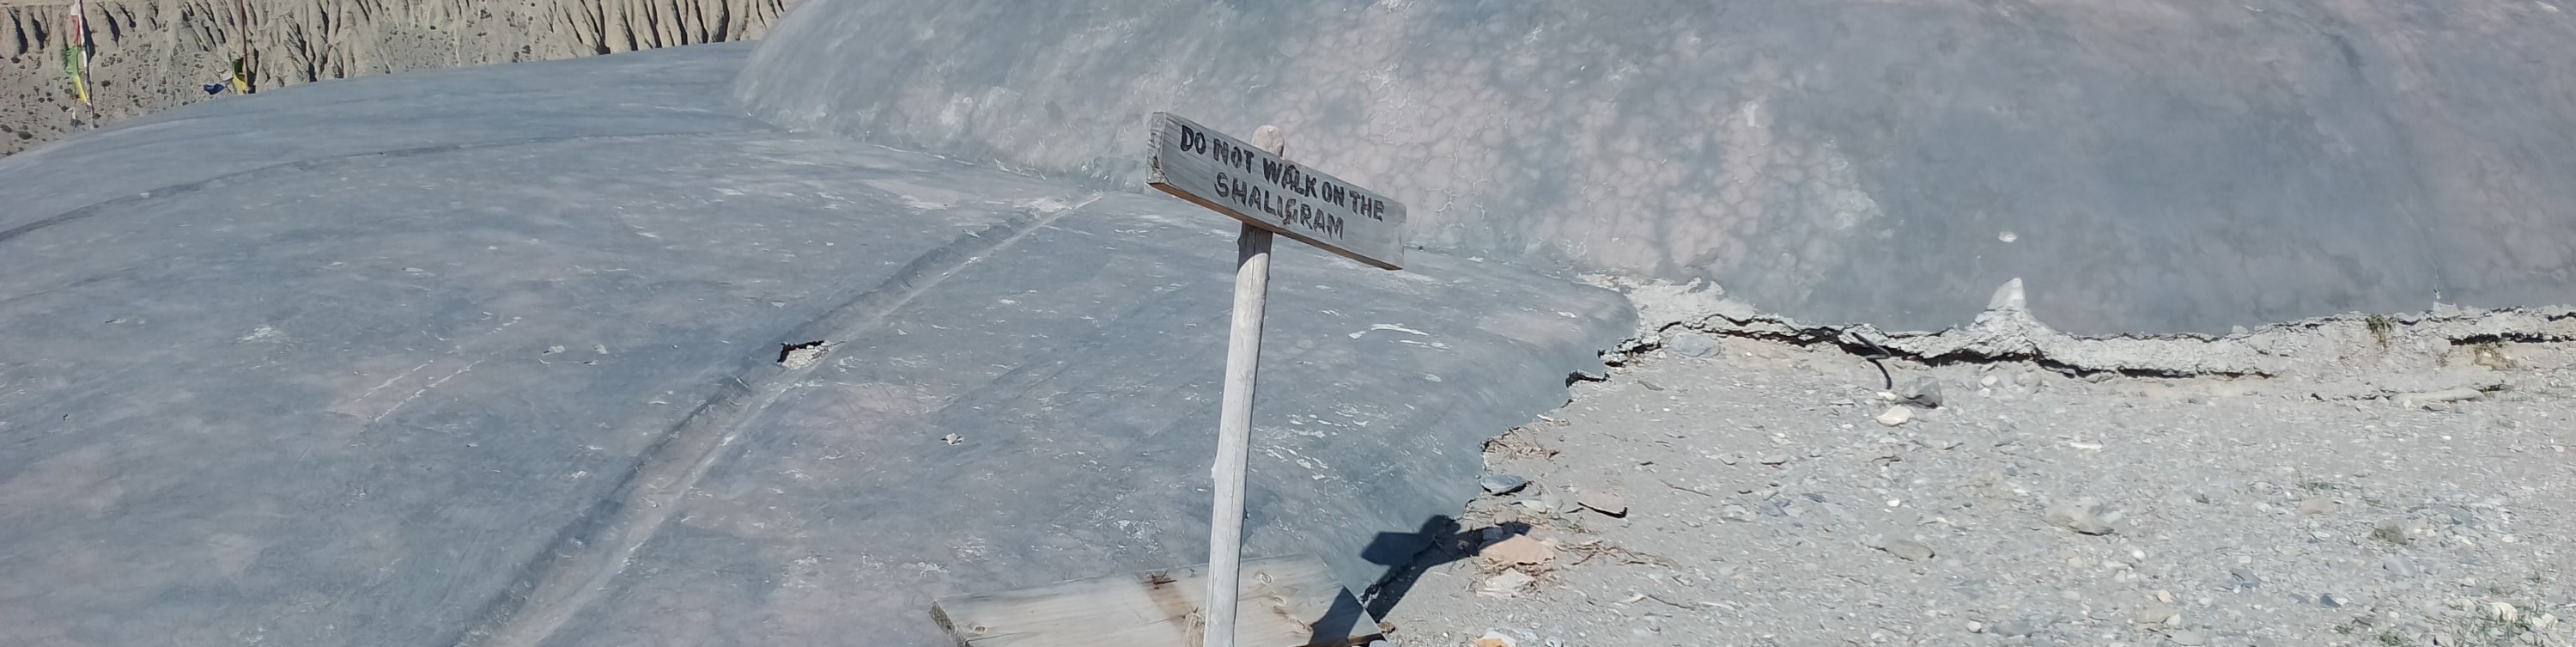 DO NOT WALK ON THE
SHALIGRAM